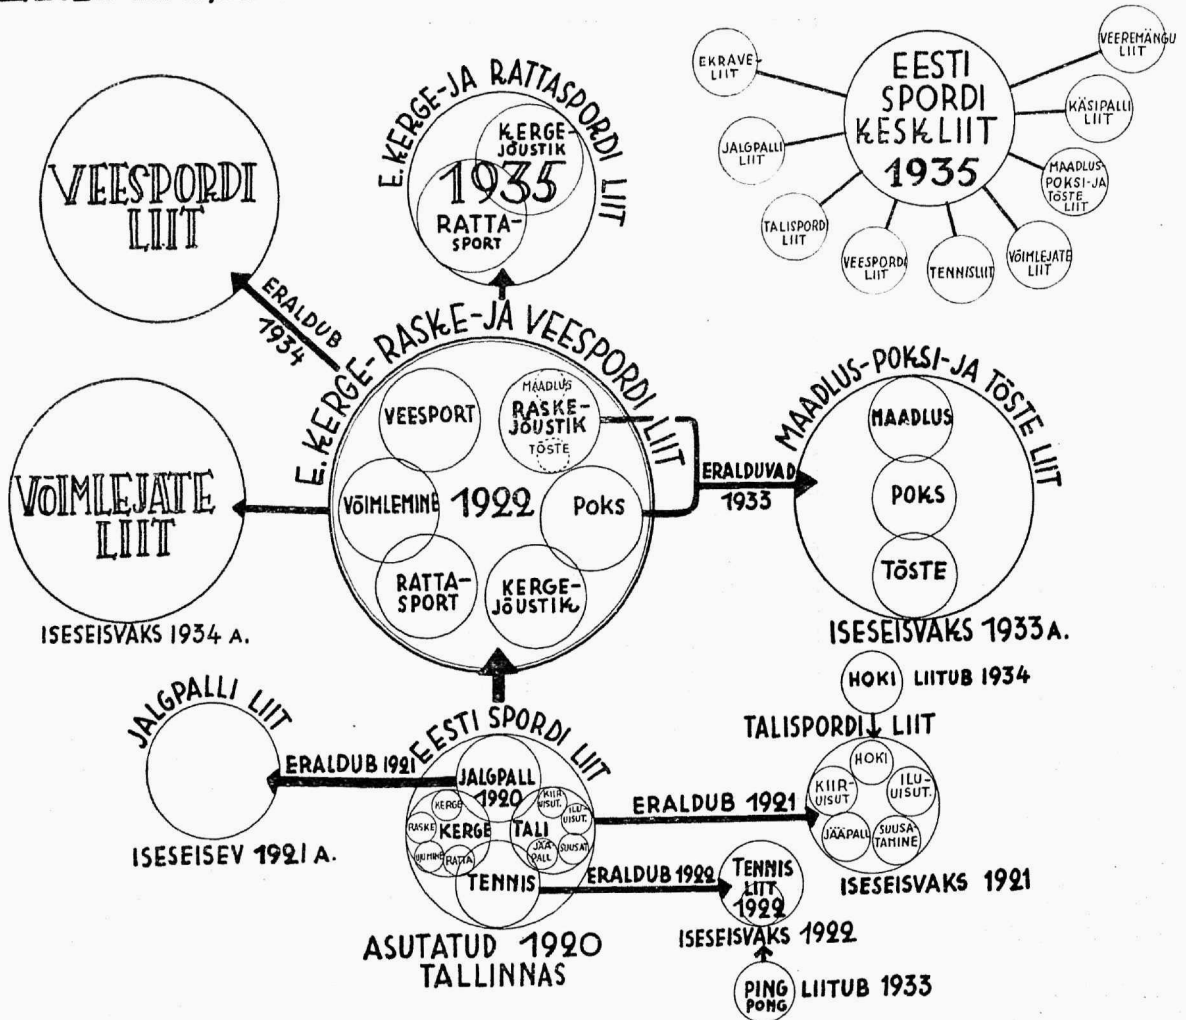 VEESPORDI
LIIT
ERALDUB
1934
E. KERGE-JA RATTASPORDI LIIT
KERGE-
JÕUSTIK
1935
RATTA-
SPORT
EESTI
SPORDI
KESKLIIT
1935
EKRAVE-
LIIT
JALGPALLI
LIIT
TALISPORDI
LIIT
VEESPORDI
LIIT
TENNISLIIT
VÕIMLEJATE
LIIT
MAADLUS-
POKSI-JA
TÕSTE
LIIT
KÄSIPALLI
LIIT
VEEREMÄNGU
LIIT
E. KERGE-RASKE-JA VEESPORDI LIIT
VEESPORT
MAADLUS
RASKE-
JÕUSTIK
TÕSTE
VÕIMLEMINE
1922
POKS
RATTA-
SPORT
KERGE-
JÕUSTIK
VÕIMLEJATE
LIIT
ISESEISVAKS 1934 A.
ERALDUVAD
1933
MAADLUS-POKSI-JA TÕSTE LIIT
MAADLUS
POKS
TÕSTE
ISESEISVAKS 1933 A.
JALGPALLI LIIT
ISESEISEV 1921 A.
ERALDUB 1921
EESTI SPORDI LIIT
JALGPALL
1920
KERGE
RASKE
KERGE
UJUMINE
RATTA
TALI
KIIR-
UISUT.
ILU-
UISUT.
JÄÄ-
PALL
SUUSAT.
TENNIS
ASUTATUD 1920
TALLINNAS
ERALDUB 1921
ERALDUB 1922
TENNIS
LIIT
1922
ISESEISVAKS 1922
PING
PONG
LIITUB 1933
HOKI
LIITUB 1934
TALISPORDI LIIT
HOKI
KIIR-
UISUT.
ILU-
UISUT.
JÄÄPALL
SUUSA-
TAMINE
ISESEISVAKS 1921